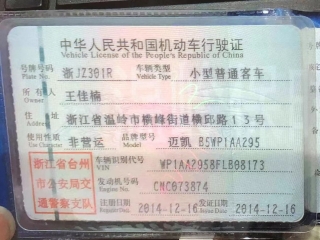 中华人民共和国机动车行驶证
Vehicle License of the People's Republic of China
号牌号码 Plate No. 浙JZ301R 车辆类型 Vehicle Type 小型普通客车
所有人 Owner 王佳楠
住址 Address 浙江省温岭市横峰街道横邱路13号
使用性质 Use Character 非营运 品牌型号 Model 迈凯 B5WP1AA295
浙江省台州市公安局交通警察支队
车辆识别代号 VIN WP1AA2958FLB08173
发动机号码 Engine No. CNC073874
注册日期 Register Date 2014-12-16 发证日期 Issue Date 2014-12-16